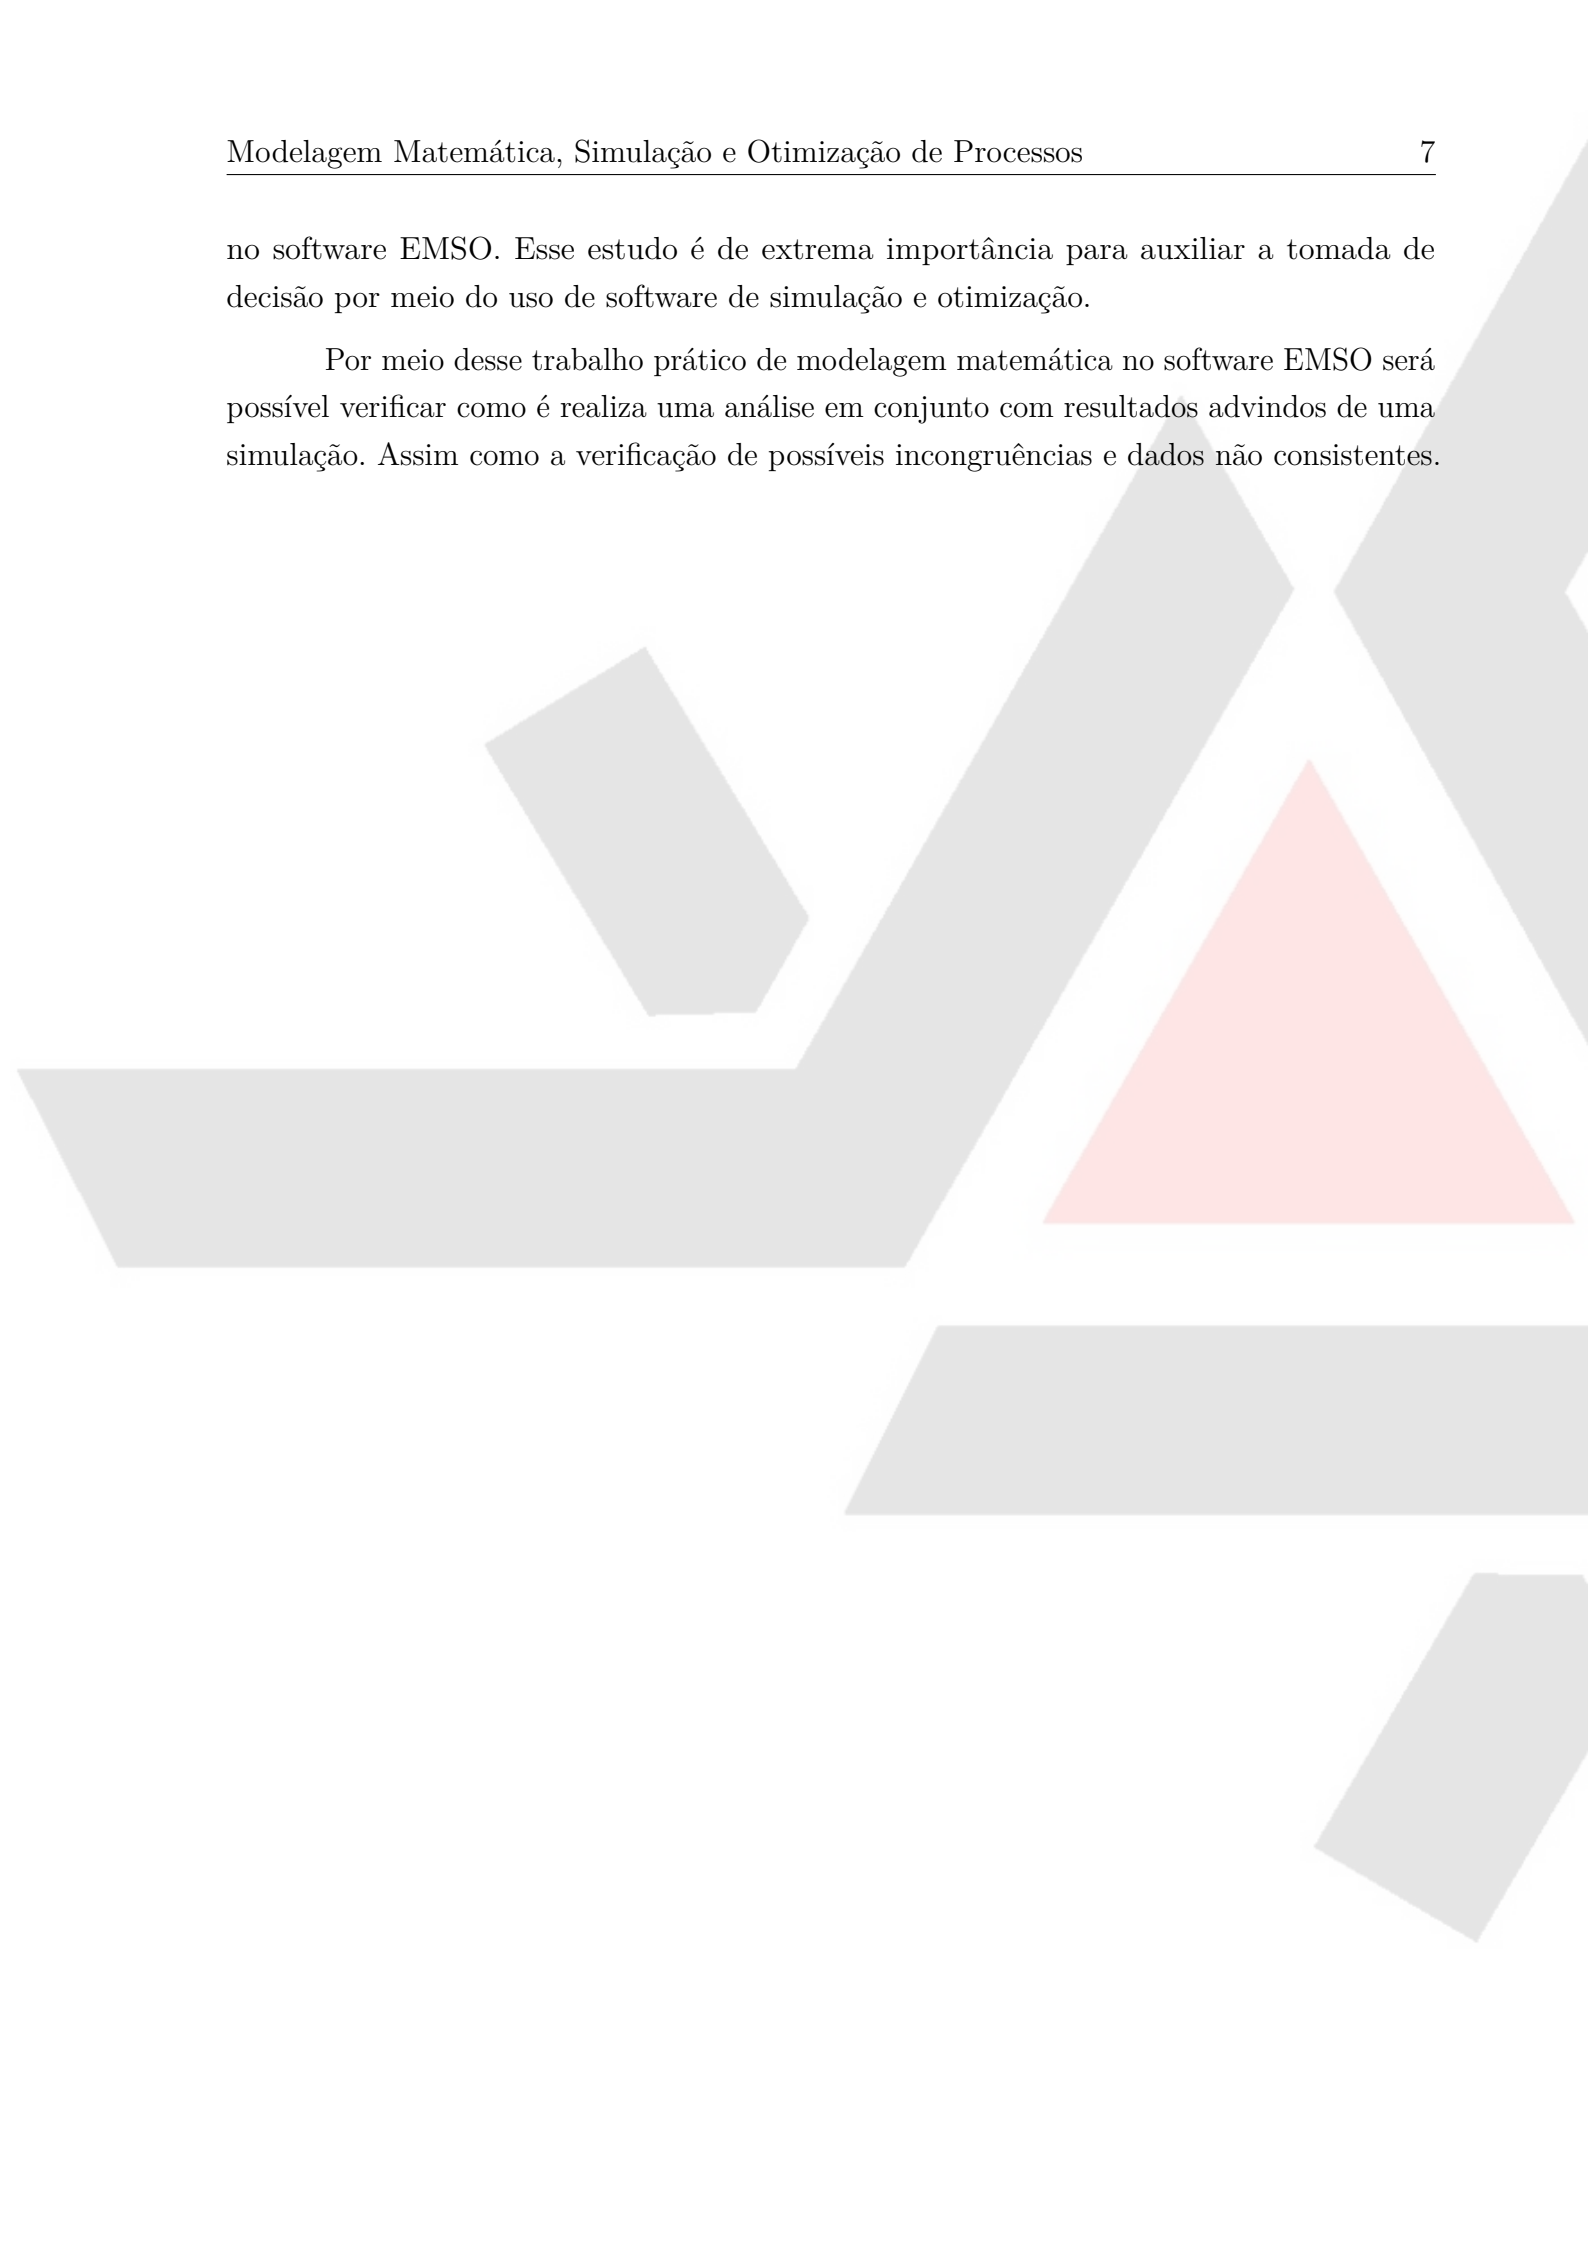 Modelagem Matemática, Simulação e Otimização de Processos 7
no software EMSO. Esse estudo é de extrema importância para auxiliar a tomada de
decisão por meio do uso de software de simulação e otimização.
Por meio desse trabalho prático de modelagem matemática no software EMSO será
possível verificar como é realiza uma análise em conjunto com resultados advindos de uma
simulação. Assim como a verificação de possíveis incongruências e dados não consistentes.